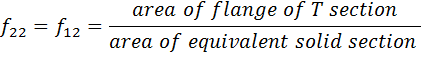 f₂₂ = f₁₂ = area of flange of T section / area of equivalent solid section